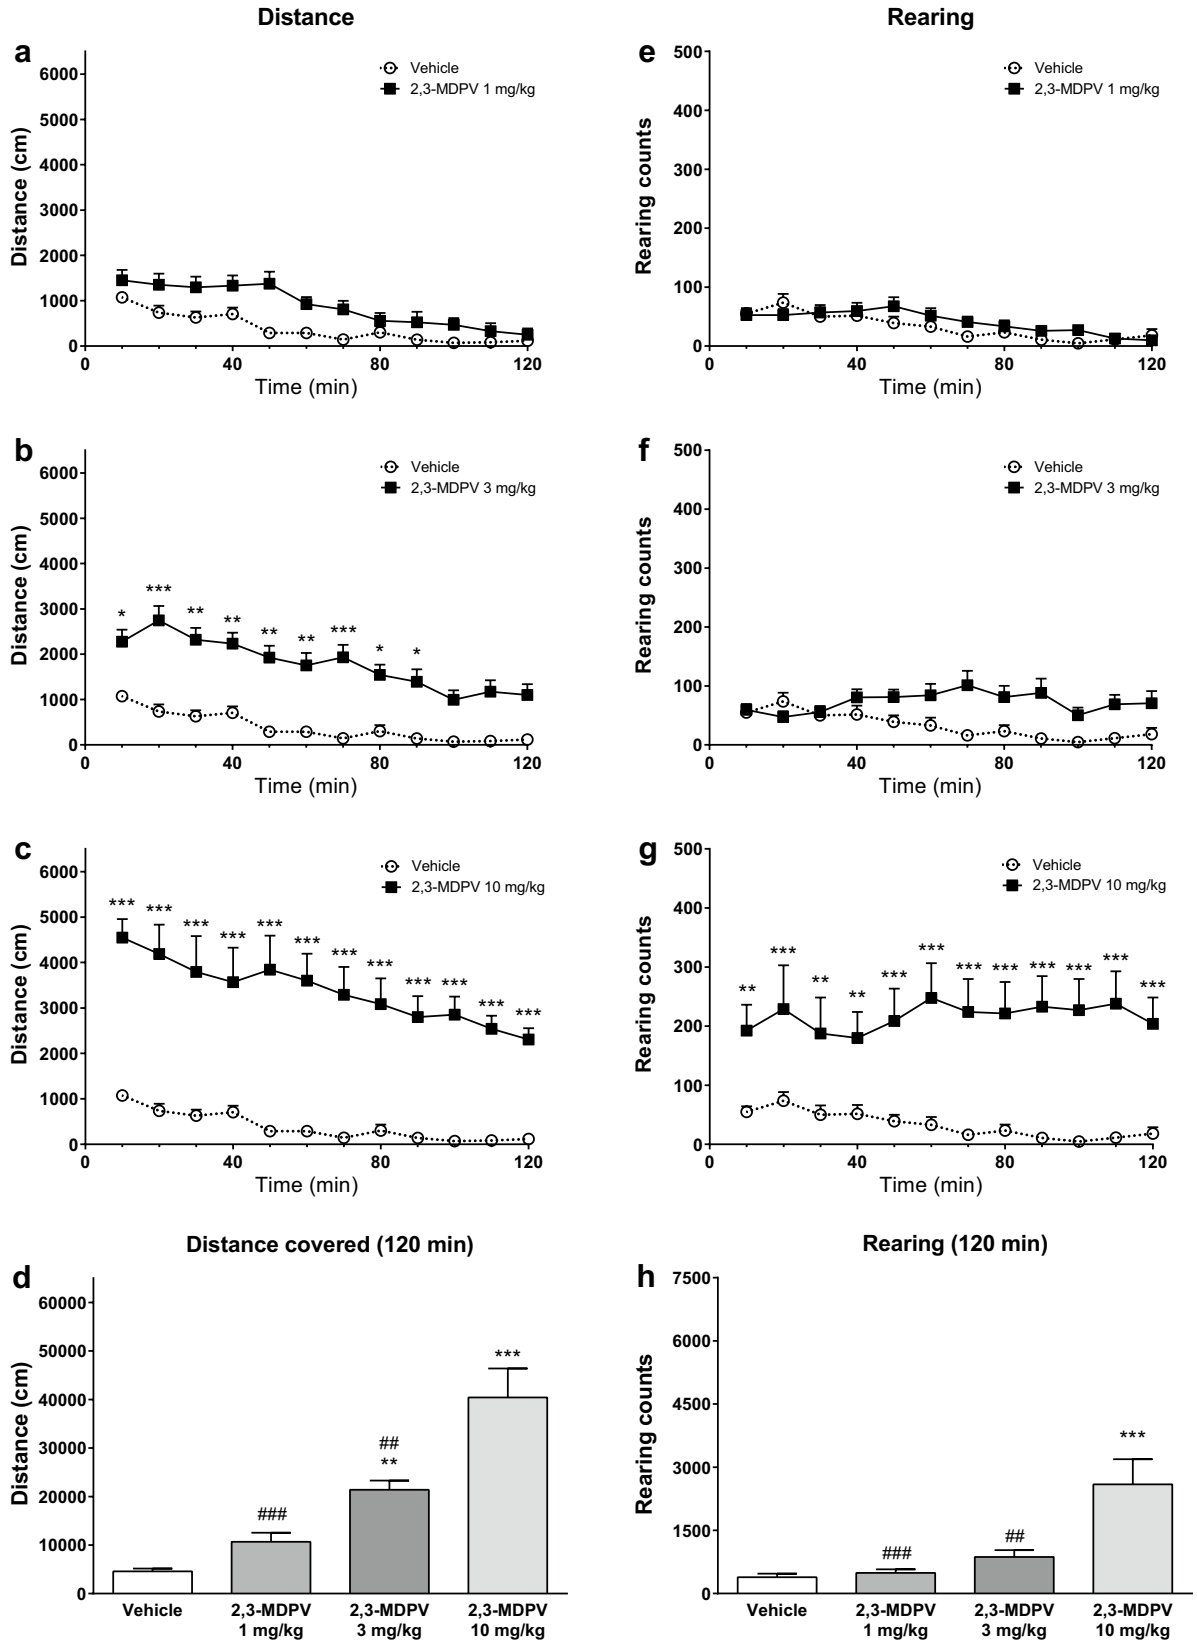 Distance
Rearing
a
Vehicle
2,3-MDPV 1 mg/kg
Distance (cm)
6000
5000
4000
3000
2000
1000
0
0 40 80 120
Time (min)
e
Vehicle
2,3-MDPV 1 mg/kg
Rearing counts
500
400
300
200
100
0
0 40 80 120
Time (min)
b
Vehicle
2,3-MDPV 3 mg/kg
Distance (cm)
6000
5000
4000
3000
2000
1000
0
* *** ** ** ** ** *** * *
0 40 80 120
Time (min)
f
Vehicle
2,3-MDPV 3 mg/kg
Rearing counts
500
400
300
200
100
0
0 40 80 120
Time (min)
c
Vehicle
2,3-MDPV 10 mg/kg
Distance (cm)
6000
5000
4000
3000
2000
1000
0
*** *** *** *** *** *** *** *** *** *** *** ***
0 40 80 120
Time (min)
g
Vehicle
2,3-MDPV 10 mg/kg
Rearing counts
500
400
300
200
100
0
** *** ** ** *** *** *** *** *** *** *** ***
0 40 80 120
Time (min)
Distance covered (120 min)
d
Distance (cm)
60000
50000
40000
30000
20000
10000
0
###
##
**
***
Vehicle 2,3-MDPV 2,3-MDPV 2,3-MDPV
1 mg/kg 3 mg/kg 10 mg/kg
Rearing (120 min)
h
Rearing counts
7500
6000
4500
3000
1500
0
###
##
***
Vehicle 2,3-MDPV 2,3-MDPV 2,3-MDPV
1 mg/kg 3 mg/kg 10 mg/kg